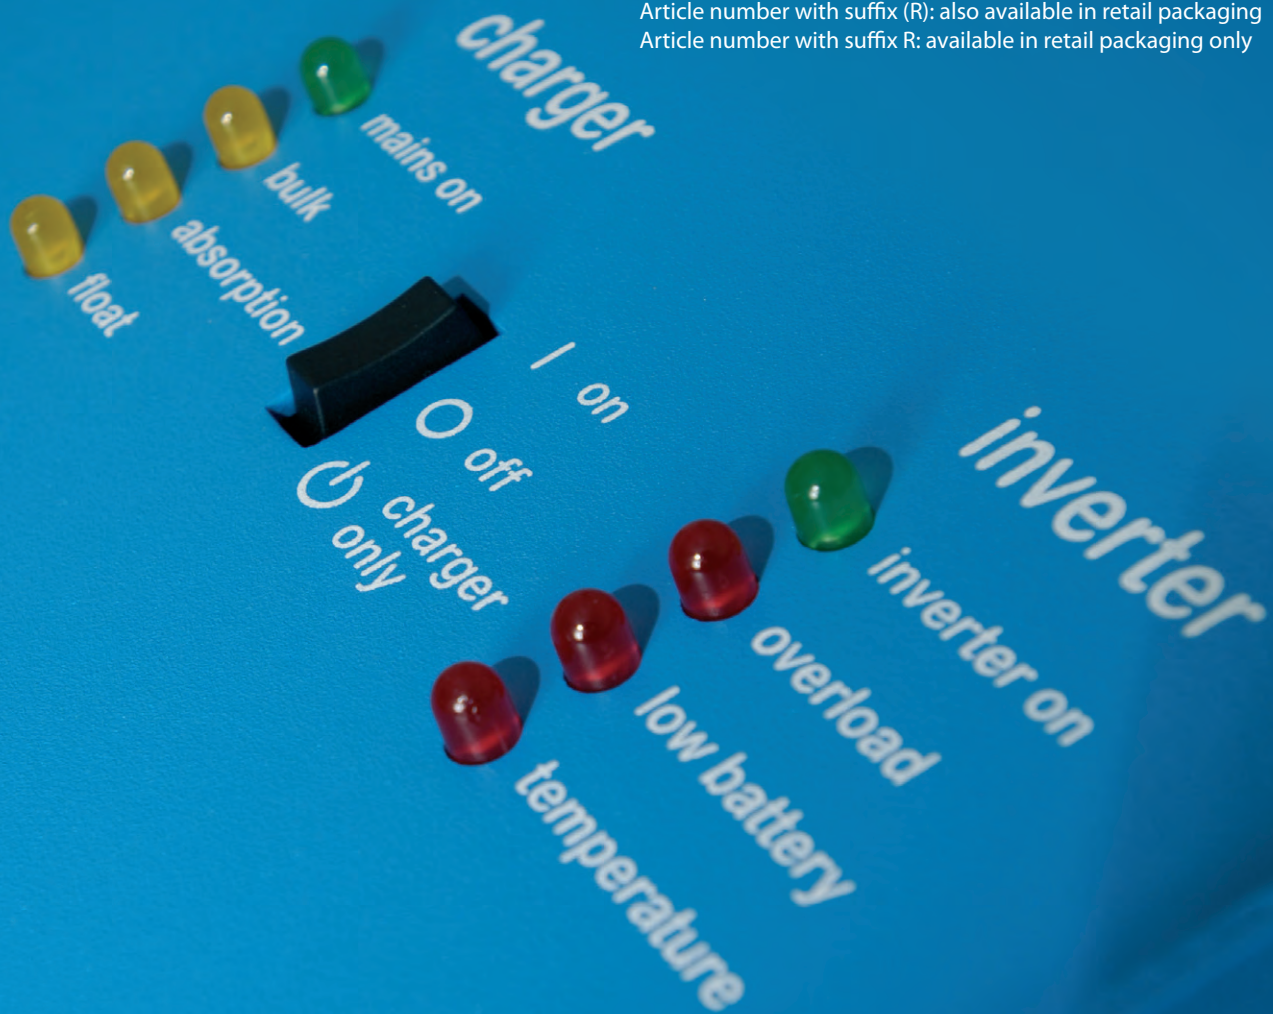 Article number with suffix (R): also available in retail packaging
Article number with suffix R: available in retail packaging only
charger
mains on
bulk
absorption
float
I on
O off
charger
only
inverter
inverter on
overload
low battery
temperature